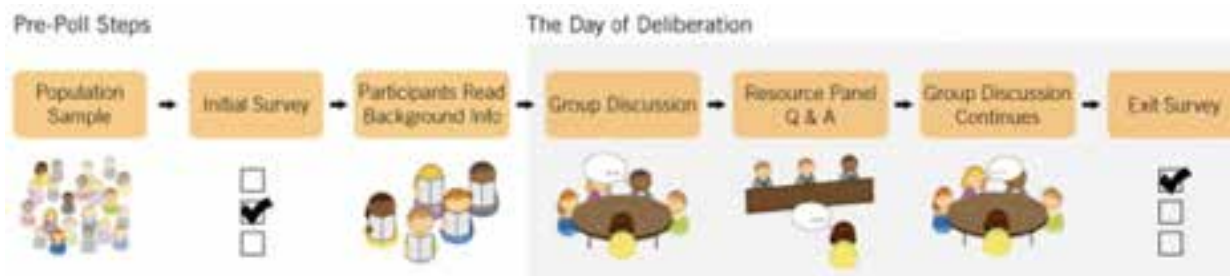 Pre-Poll Steps
The Day of Deliberation
Population
Sample
Initial Survey
Participants Read
Background Info
Group Discussion
Resource Panel
Q & A
Group Discussion
Continues
Exit Survey